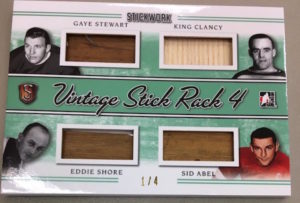 STICKWORK
GAYE STEWART KING CLANCY
Vintage Stick Rack 4
EDDIE SHORE SID ABEL
1/4